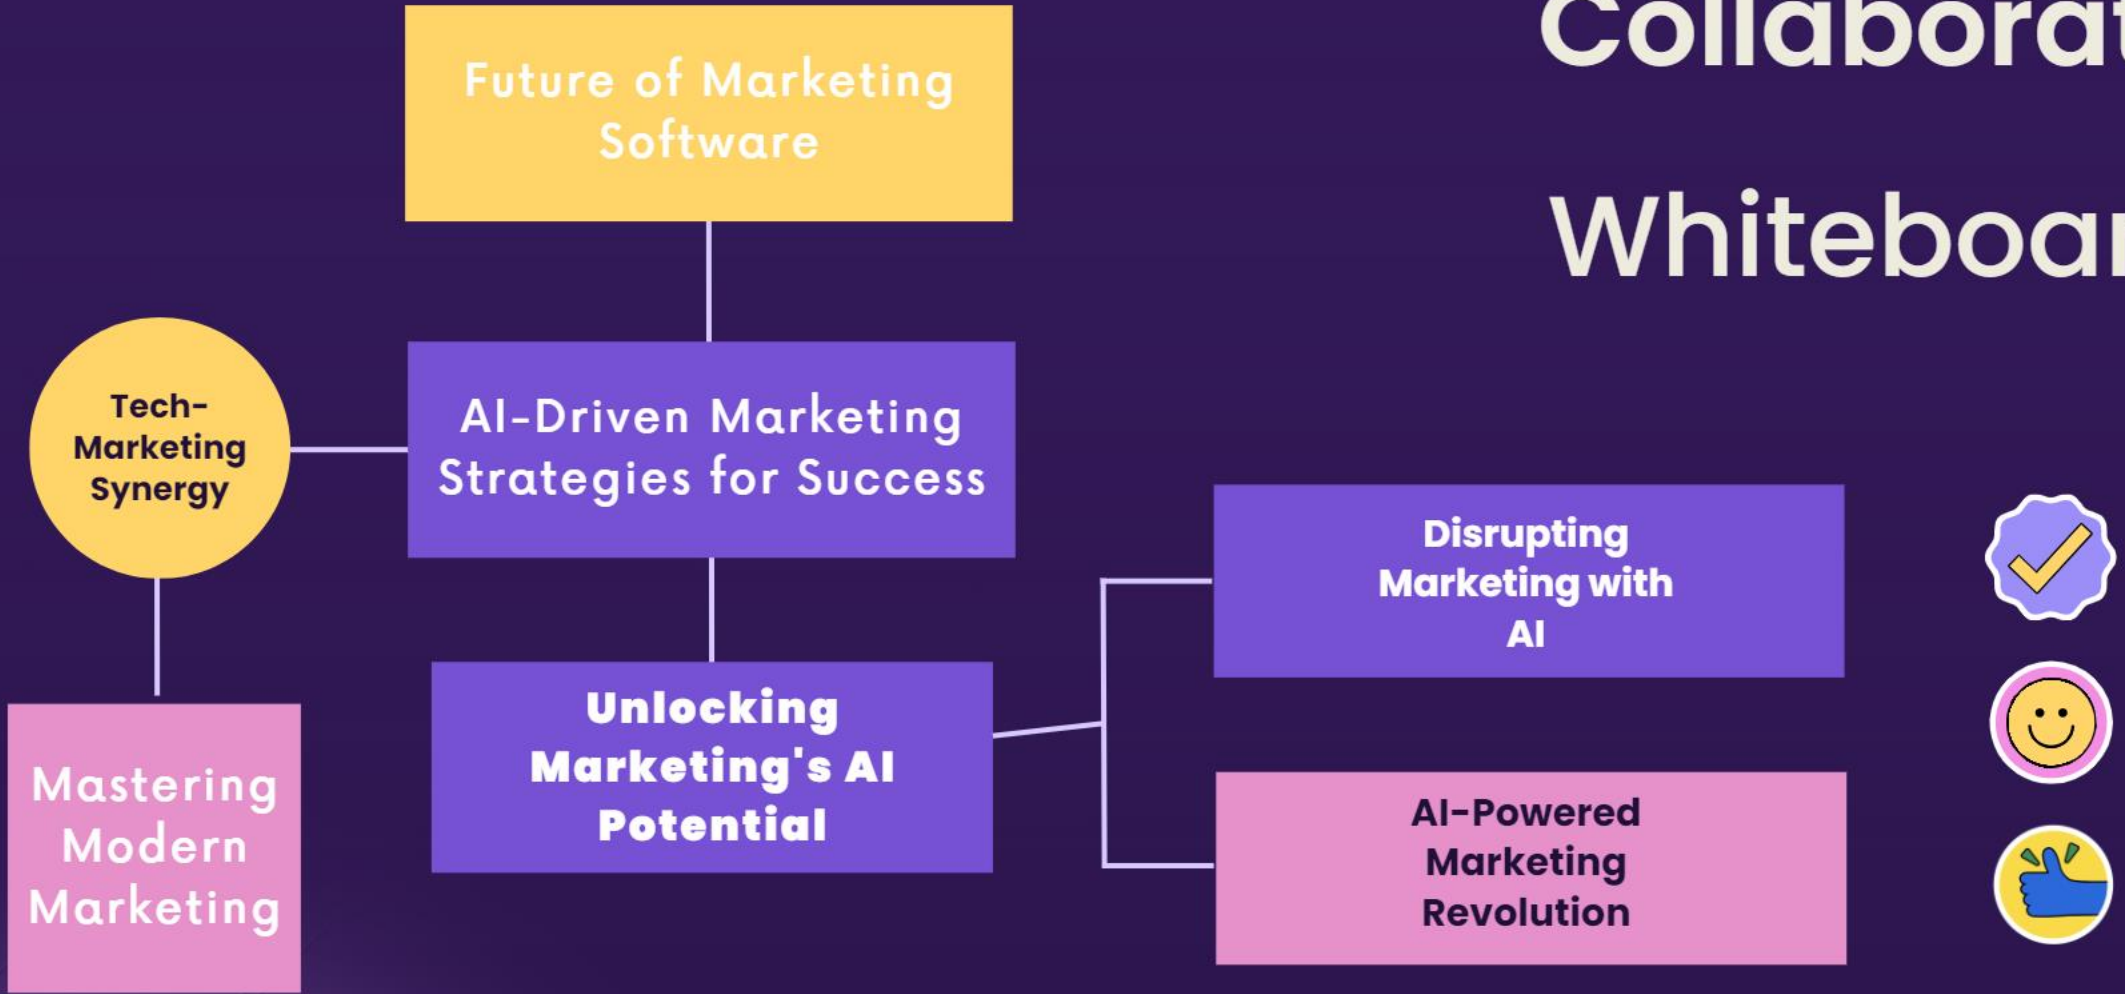 Future of Marketing
Software
Collaborat
Whiteboar
Tech-
Marketing
Synergy
AI-Driven Marketing
Strategies for Success
Disrupting
Marketing with
AI
Unlocking
Marketing's AI
Potential
Mastering
Modern
Marketing
AI-Powered
Marketing
Revolution